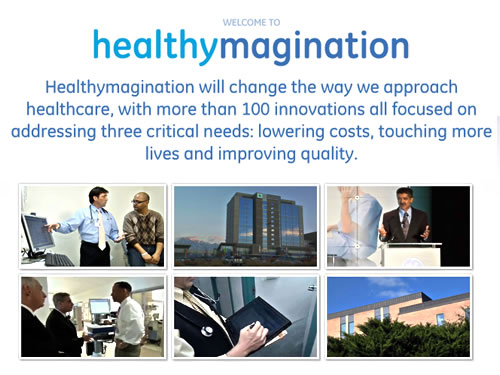 WELCOME TO
healthymagination
Healthymagination will change the way we approach
healthcare, with more than 100 innovations all focused on
addressing three critical needs: lowering costs, touching more
lives and improving quality.